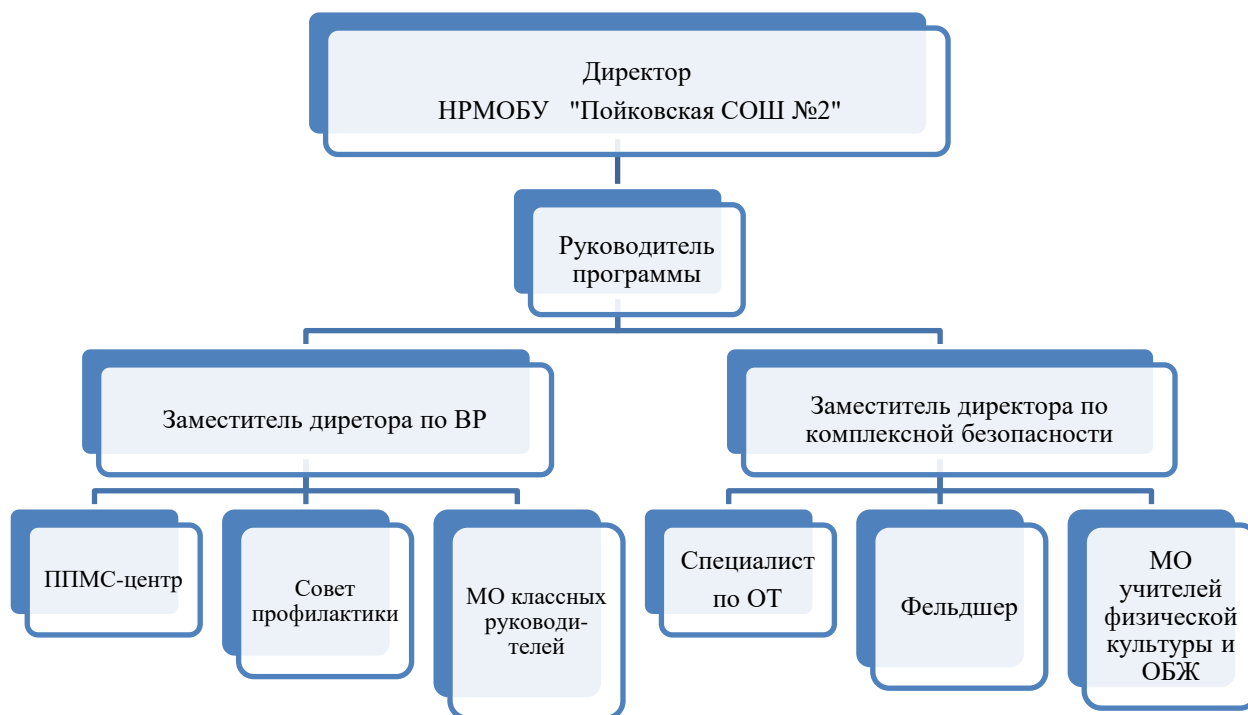 Директор
НРМОБУ "Пойковская СОШ №2"
Руководитель
программы
Заместитель диретора по ВР
Заместитель директора по
комплексной безопасности
ППМС-центр
Совет
профилактики
МО классных
руководи-
телей
Специалист
по ОТ
Фельдшер
МО
учителей
физической
культуры и
ОБЖ